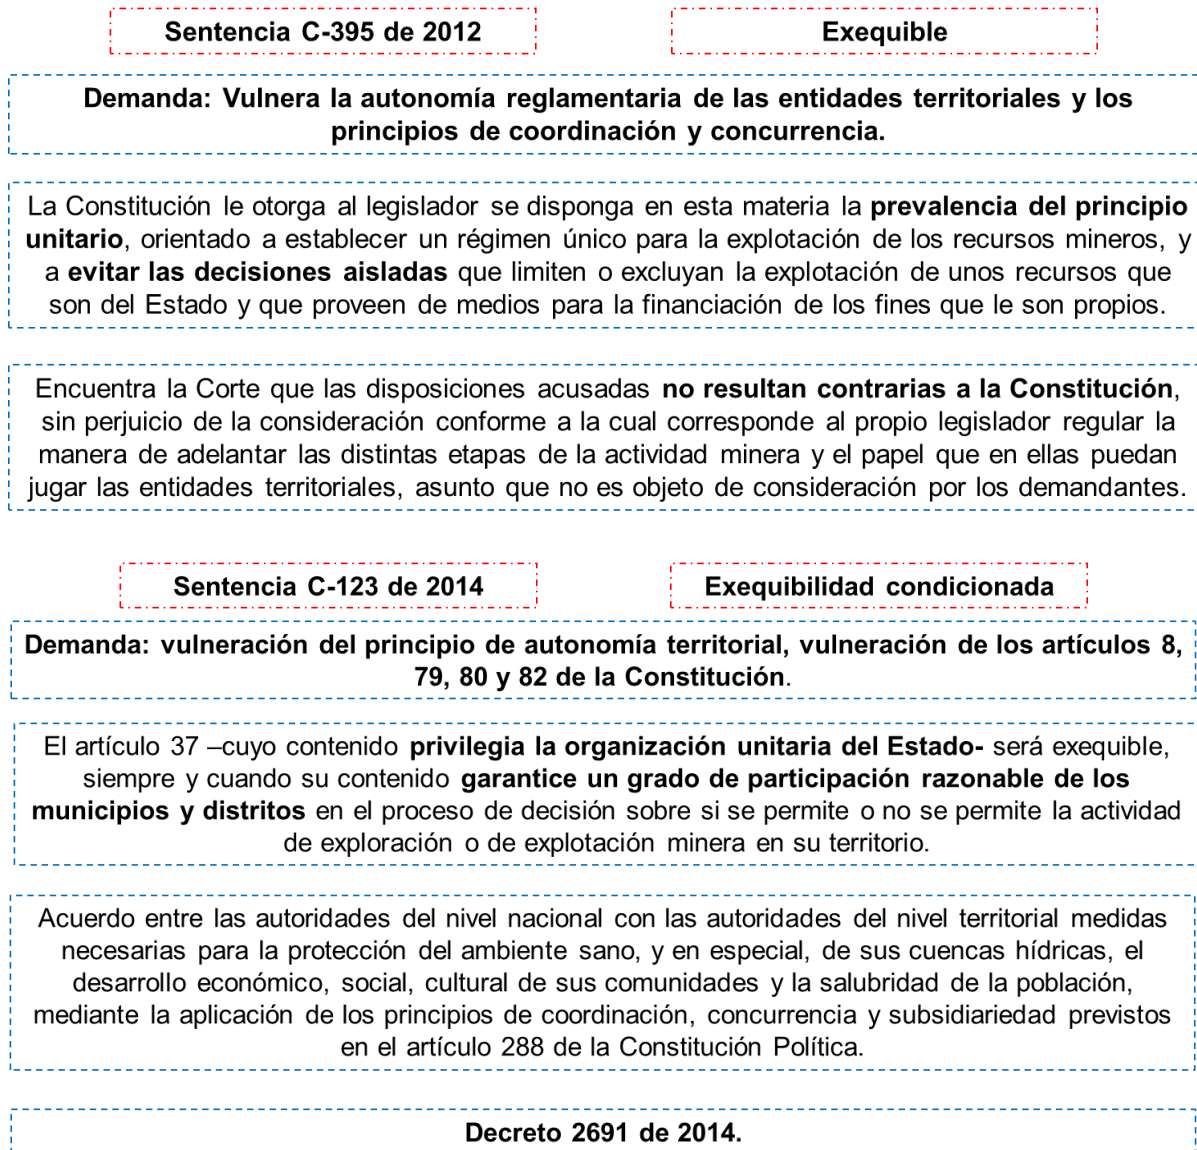 Sentencia C-395 de 2012
Exequible
Demanda: Vulnera la autonomía reglamentaria de las entidades territoriales y los
principios de coordinación y concurrencia.
La Constitución le otorga al legislador se disponga en esta materia la prevalencia del principio
unitario, orientado a establecer un régimen único para la explotación de los recursos mineros, y
a evitar las decisiones aisladas que limiten o excluyan la explotación de unos recursos que
son del Estado y que proveen de medios para la financiación de los fines que le son propios.
Encuentra la Corte que las disposiciones acusadas no resultan contrarias a la Constitución,
sin perjuicio de la consideración conforme a la cual corresponde al propio legislador regular la
manera de adelantar las distintas etapas de la actividad minera y el papel que en ellas puedan
jugar las entidades territoriales, asunto que no es objeto de consideración por los demandantes.
Sentencia C-123 de 2014
Exequibilidad condicionada
Demanda: vulneración del principio de autonomía territorial, vulneración de los artículos 8,
79, 80 y 82 de la Constitución.
El artículo 37 –cuyo contenido privilegia la organización unitaria del Estado- será exequible,
siempre y cuando su contenido garantice un grado de participación razonable de los
municipios y distritos en el proceso de decisión sobre si se permite o no se permite la actividad
de exploración o de explotación minera en su territorio.
Acuerdo entre las autoridades del nivel nacional con las autoridades del nivel territorial medidas
necesarias para la protección del ambiente sano, y en especial, de sus cuencas hídricas, el
desarrollo económico, social, cultural de sus comunidades y la salubridad de la población,
mediante la aplicación de los principios de coordinación, concurrencia y subsidiariedad previstos
en el artículo 288 de la Constitución Política.
Decreto 2691 de 2014.